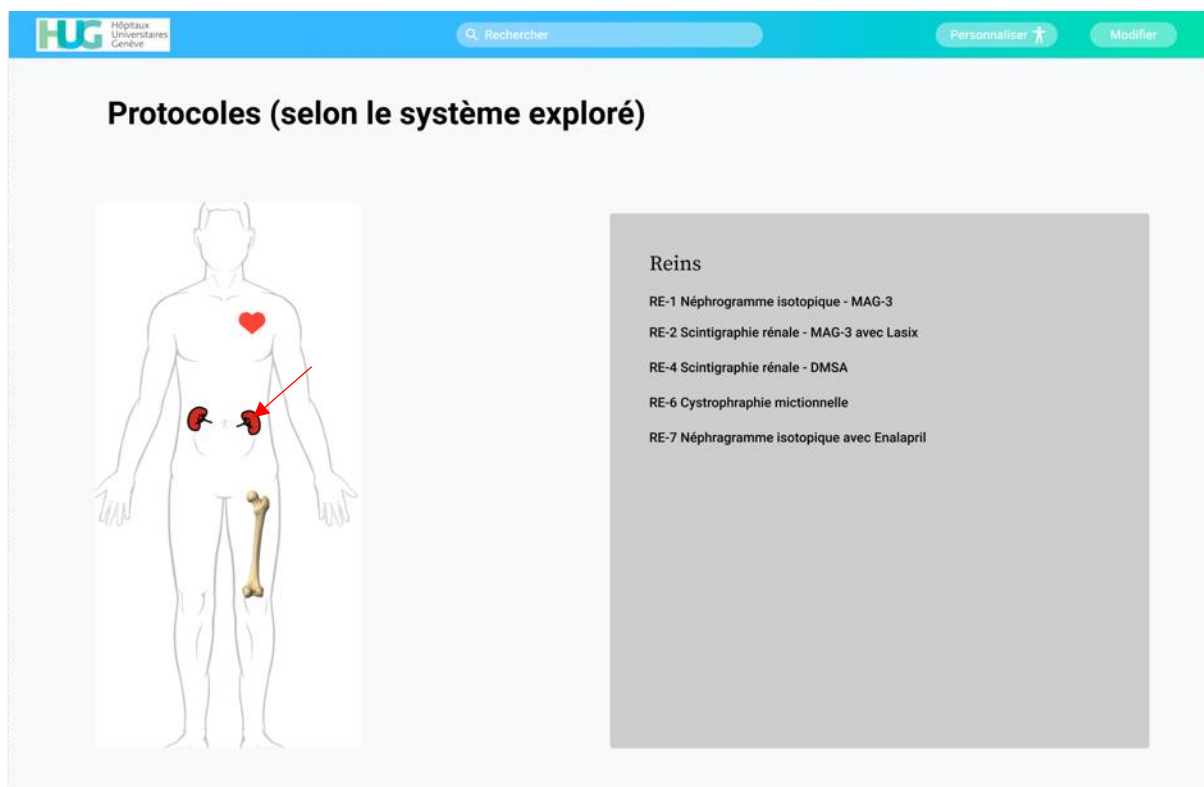 HUG
Hôpitaux
Universitaires
Genève
Rechercher
Personnaliser
Modifier
Protocoles (selon le système exploré)
Reins
RE-1 Néphrogramme isotopique - MAG-3
RE-2 Scintigraphie rénale - MAG-3 avec Lasix
RE-4 Scintigraphie rénale - DMSA
RE-6 Cystrophraphie mictionnelle
RE-7 Néphragramme isotopique avec Enalapril